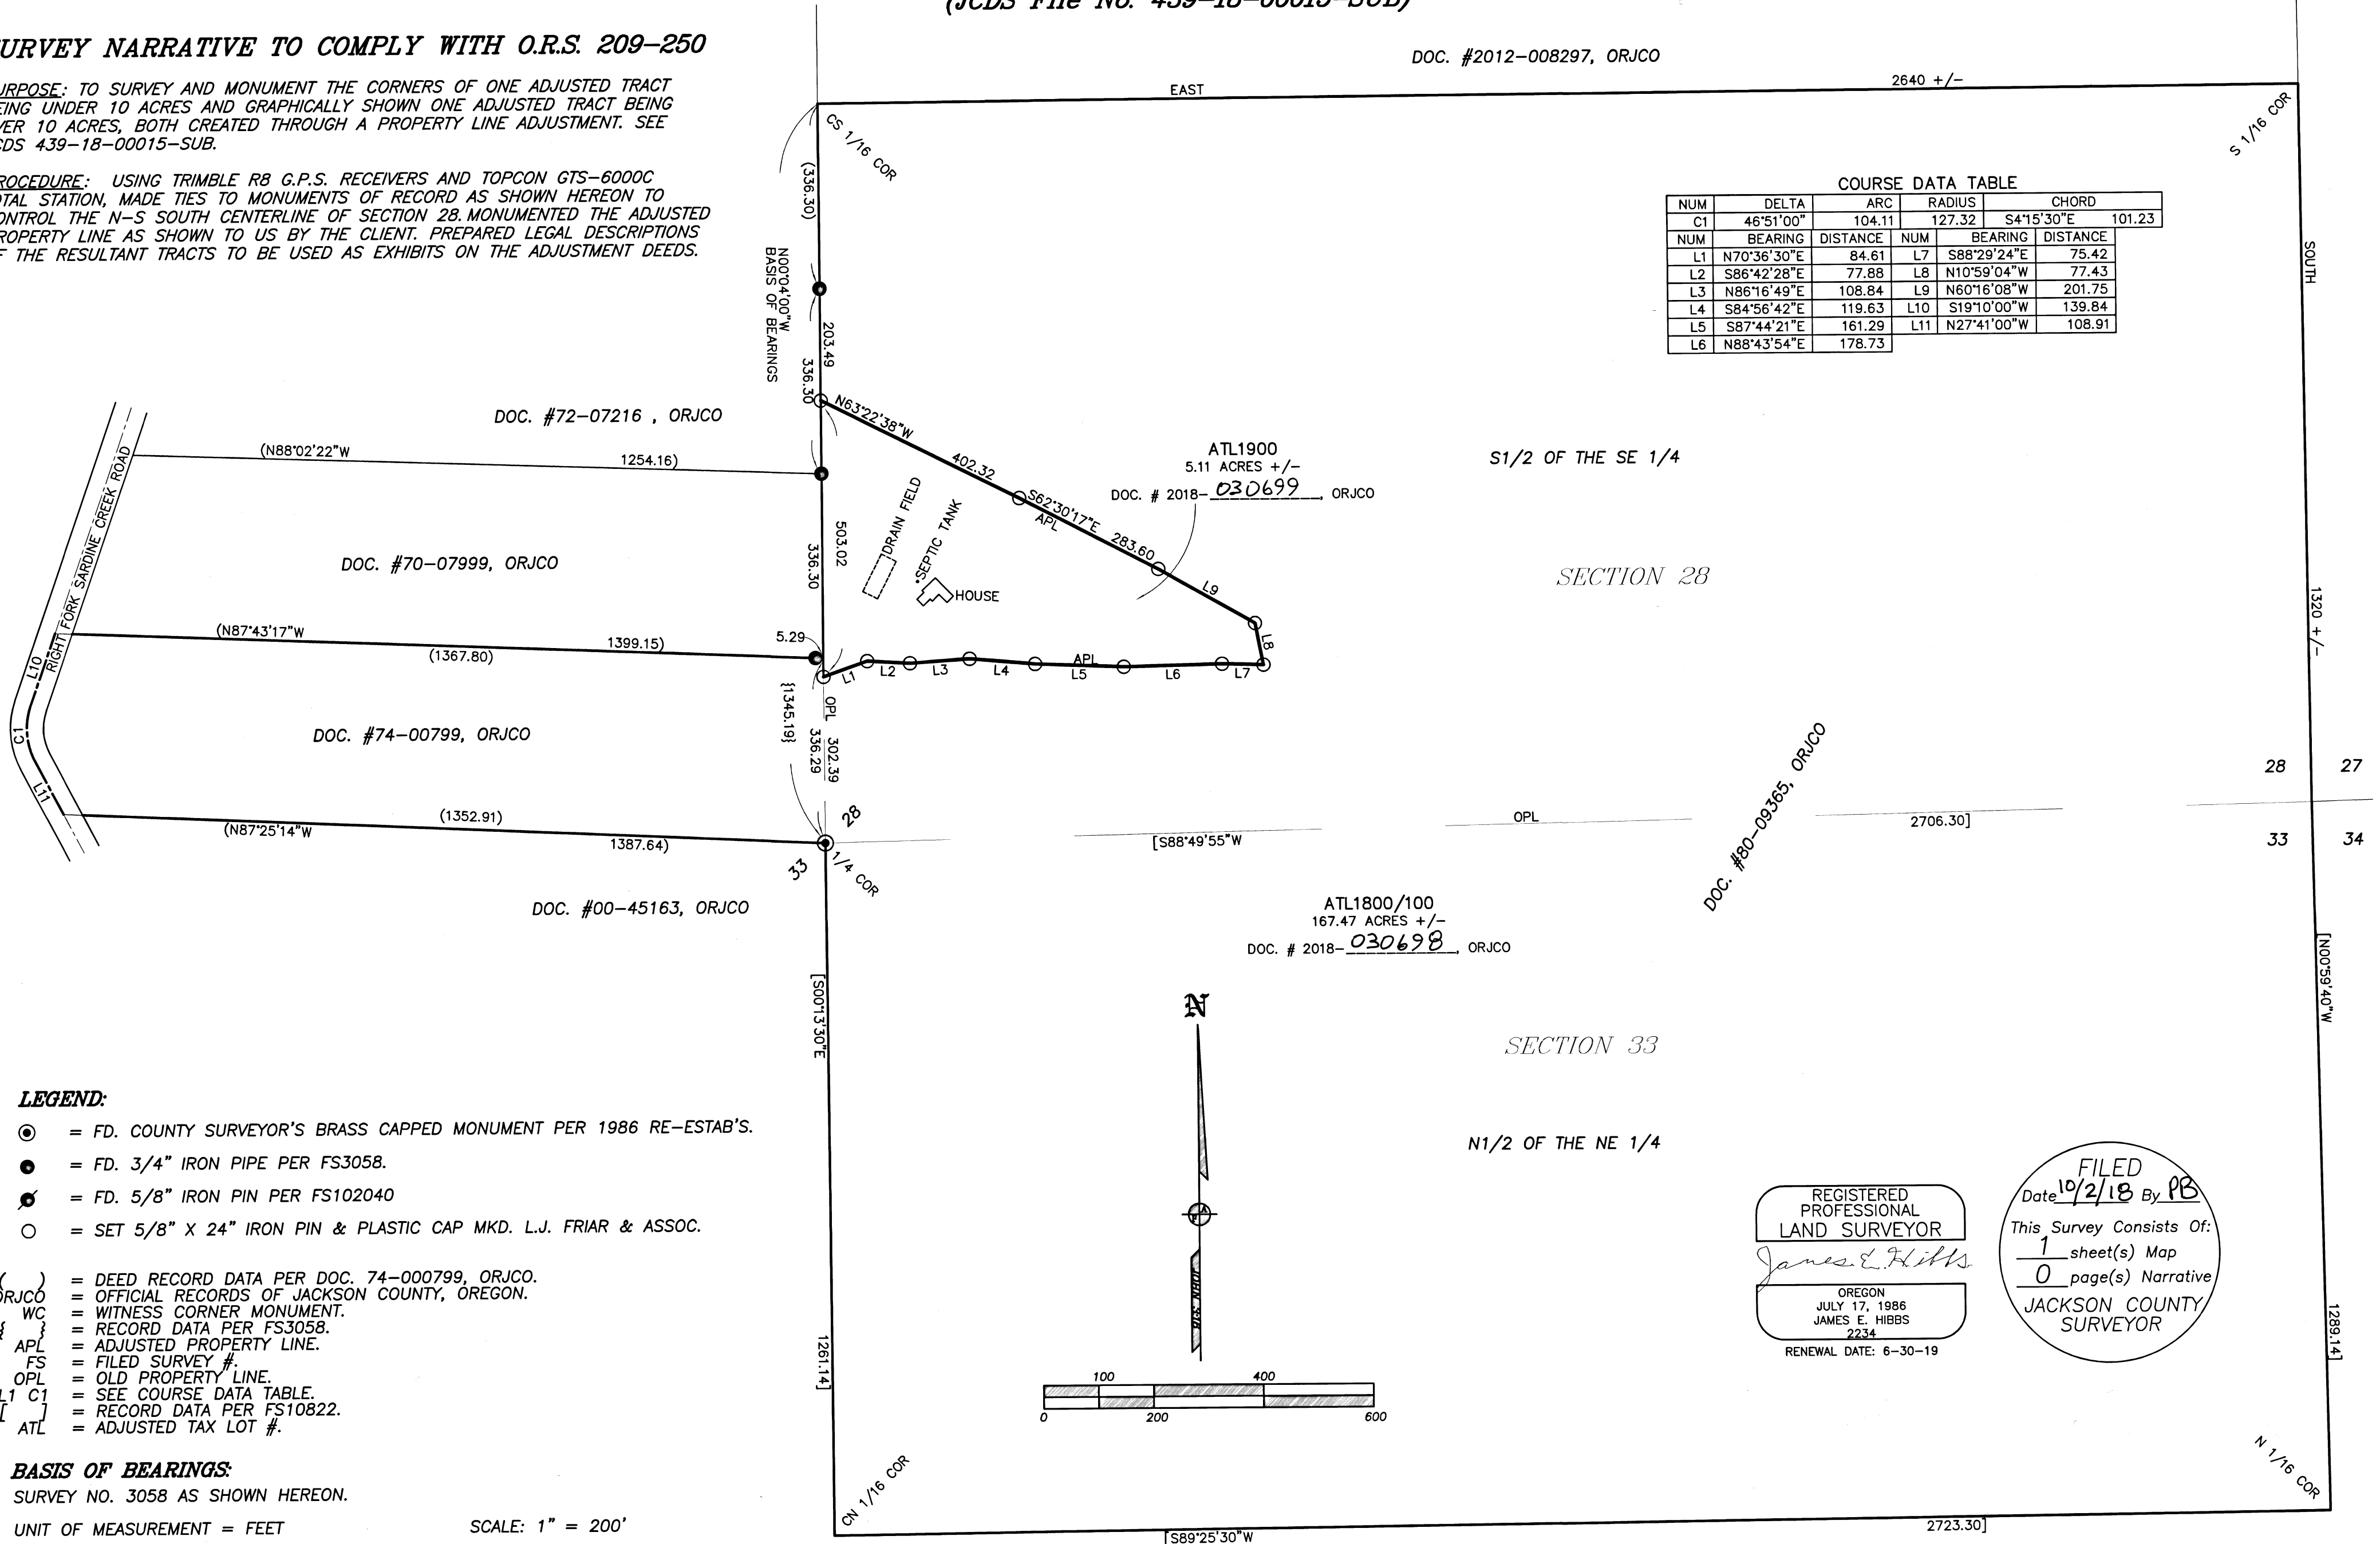 (JCDS File No. 439-18-00015-SUB)
URVEY NARRATIVE TO COMPLY WITH O.R.S. 209-250
URPOSE: TO SURVEY AND MONUMENT THE CORNERS OF ONE ADJUSTED TRACT
EING UNDER 10 ACRES AND GRAPHICALLY SHOWN ONE ADJUSTED TRACT BEING
VER 10 ACRES, BOTH CREATED THROUGH A PROPERTY LINE ADJUSTMENT. SEE
CDS 439-18-00015-SUB.
ROCEDURE: USING TRIMBLE R8 G.P.S. RECEIVERS AND TOPCON GTS-6000C
OTAL STATION, MADE TIES TO MONUMENTS OF RECORD AS SHOWN HEREON TO
ONTROL THE N-S SOUTH CENTERLINE OF SECTION 28. MONUMENTED THE ADJUSTED
ROPERTY LINE AS SHOWN TO US BY THE CLIENT. PREPARED LEGAL DESCRIPTIONS
F THE RESULTANT TRACTS TO BE USED AS EXHIBITS ON THE ADJUSTMENT DEEDS.
DOC. #2012-008297, ORJCO
EAST
2640 +/-
CS 1/16 COR
S 1/16 COR
(336.30)
N00°04'00"W
BASIS OF BEARINGS
203.49
336.30
SOUTH
1320 +/-
COURSE DATA TABLE
NUM DELTA ARC RADIUS CHORD
C1 46°51'00" 104.11 127.32 S4°15'30"E 101.23
NUM BEARING DISTANCE NUM BEARING DISTANCE
L1 N70°36'30"E 84.61 L7 S88°29'24"E 75.42
L2 S86°42'28"E 77.88 L8 N10°59'04"W 77.43
L3 N86°16'49"E 108.84 L9 N60°16'08"W 201.75
L4 S84°56'42"E 119.63 L10 S19°10'00"W 139.84
L5 S87°44'21"E 161.29 L11 N27°41'00"W 108.91
L6 N88°43'54"E 178.73
DOC. #72-07216 , ORJCO
(N88°02'22"W
1254.16)
RIGHT FORK SARDINE CREEK ROAD
DOC. #70-07999, ORJCO
(N87°43'17"W
1399.15)
(1367.80)
5.29
L10
C1
L11
DOC. #74-00799, ORJCO
(1352.91)
(N87°25'14"W
1387.64)
DOC. #00-45163, ORJCO
N63°22'38"W
402.32
S62°30'17"E
APL
283.60
L9
L8
503.02
336.30
DRAIN FIELD
SEPTIC TANK
HOUSE
L1
L2
L3
L4
APL
L5
L6
L7
ATL1900
5.11 ACRES +/-
DOC. # 2018-030699, ORJCO
S1/2 OF THE SE 1/4
SECTION 28
{1345.19}
OPL
302.39
336.29
28
33
1/4 COR
[S88°49'55"W
OPL
2706.30]
DOC. #80-09365, ORJCO
28 27
33 34
ATL1800/100
167.47 ACRES +/-
DOC. # 2018-030698, ORJCO
[S00°13'30"E
1261.14]
[N00°59'40"W
1289.14]
N
SECTION 33
N1/2 OF THE NE 1/4
JOHN 3:16
100 400
0 200 600
CN 1/16 COR
N 1/16 COR
[S89°25'30"W
2723.30]
LEGEND:
= FD. COUNTY SURVEYOR'S BRASS CAPPED MONUMENT PER 1986 RE-ESTAB'S.
= FD. 3/4" IRON PIPE PER FS3058.
= FD. 5/8" IRON PIN PER FS102040
= SET 5/8" X 24" IRON PIN & PLASTIC CAP MKD. L.J. FRIAR & ASSOC.
( ) = DEED RECORD DATA PER DOC. 74-000799, ORJCO.
ORJCO = OFFICIAL RECORDS OF JACKSON COUNTY, OREGON.
WC = WITNESS CORNER MONUMENT.
{ } = RECORD DATA PER FS3058.
APL = ADJUSTED PROPERTY LINE.
FS = FILED SURVEY #.
OPL = OLD PROPERTY LINE.
L1 C1 = SEE COURSE DATA TABLE.
[ ] = RECORD DATA PER FS10822.
ATL = ADJUSTED TAX LOT #.
BASIS OF BEARINGS:
SURVEY NO. 3058 AS SHOWN HEREON.
UNIT OF MEASUREMENT = FEET
SCALE: 1" = 200'
REGISTERED
PROFESSIONAL
LAND SURVEYOR
James E. Hibbs
OREGON
JULY 17, 1986
JAMES E. HIBBS
2234
RENEWAL DATE: 6-30-19
FILED
Date 10/2/18 By PB
This Survey Consists Of:
1 sheet(s) Map
0 page(s) Narrative
JACKSON COUNTY
SURVEYOR